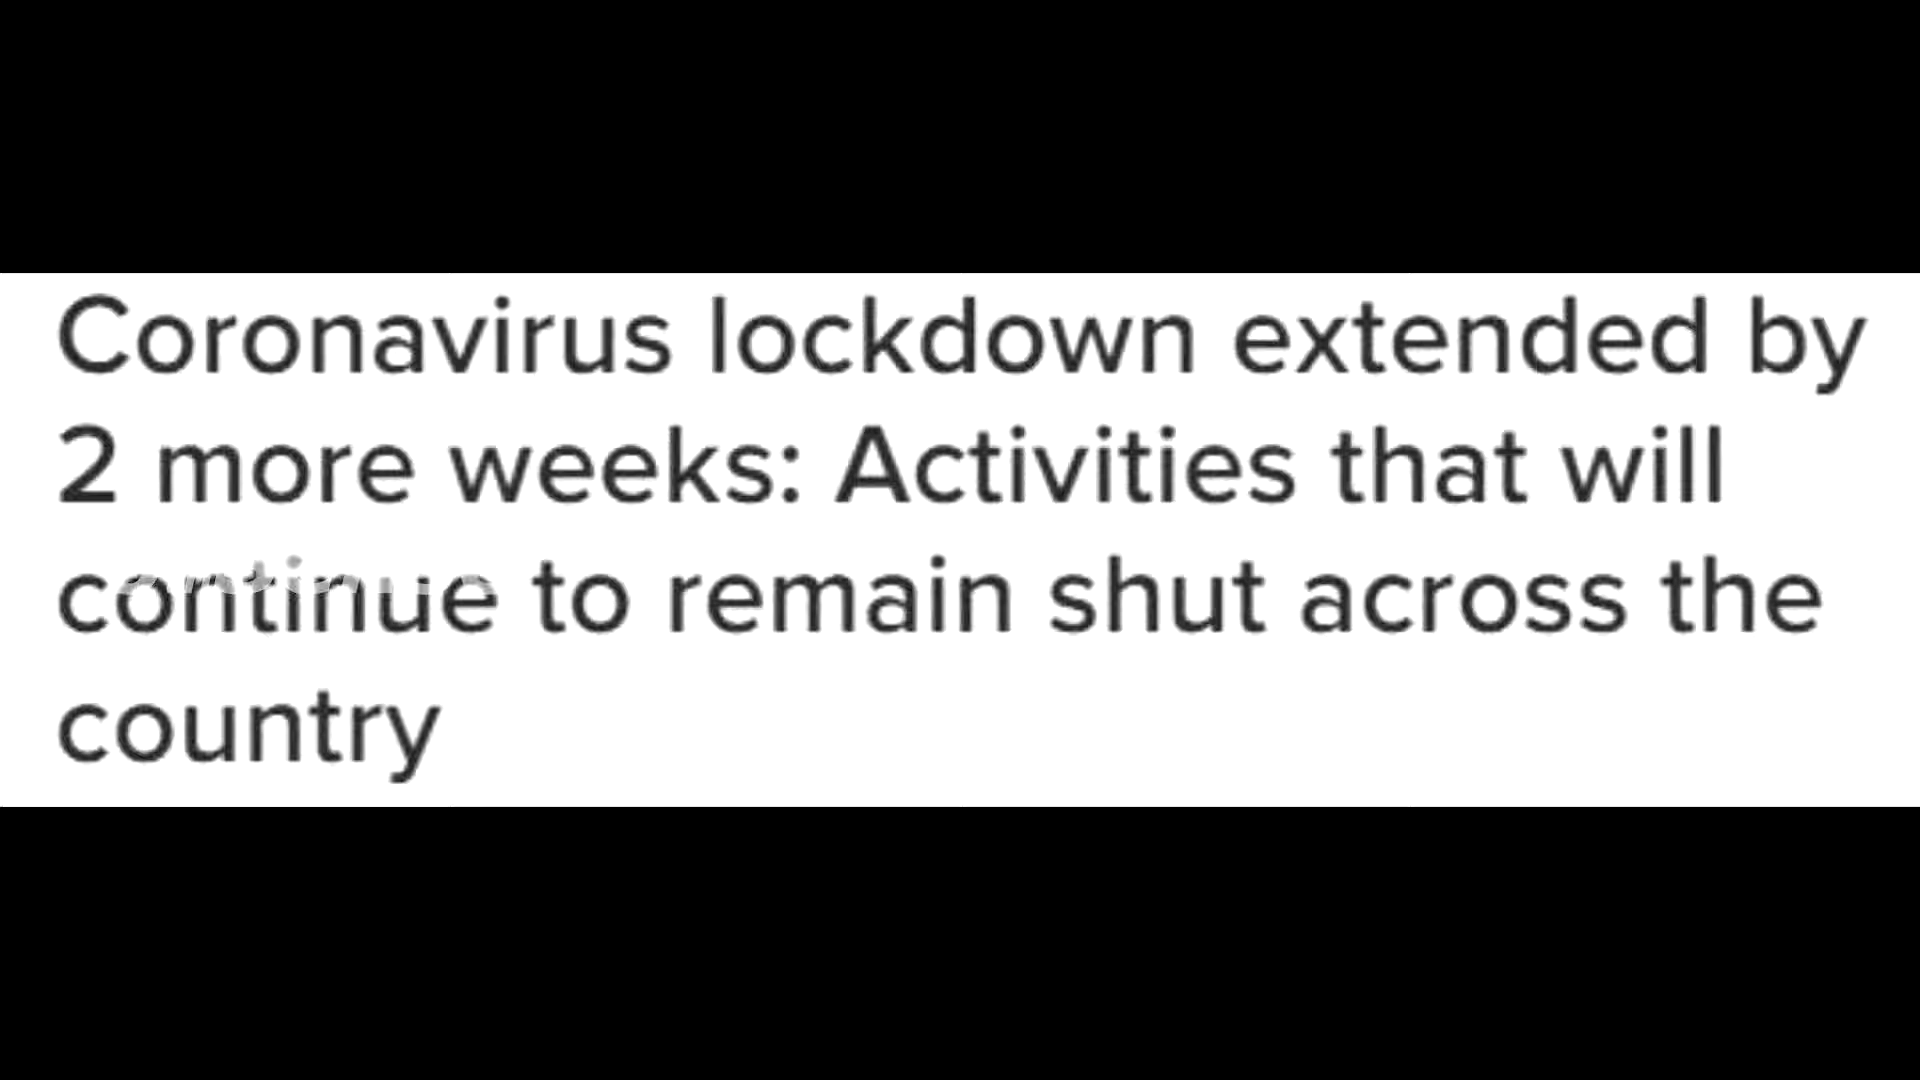 Coronavirus lockdown extended by
2 more weeks: Activities that will
continue to remain shut across the
country